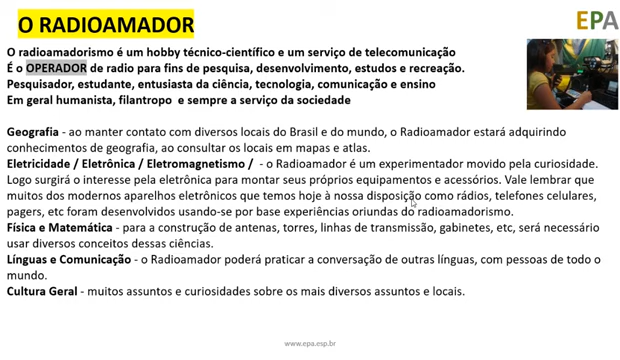 O RADIOAMADOR
EPA
O radioamadorismo é um hobby técnico-científico e um serviço de telecomunicação
É o OPERADOR de radio para fins de pesquisa, desenvolvimento, estudos e recreação.
Pesquisador, estudante, entusiasta da ciência, tecnologia, comunicação e ensino
Em geral humanista, filantropo e sempre a serviço da sociedade
Geografia - ao manter contato com diversos locais do Brasil e do mundo, o Radioamador estará adquirindo
conhecimentos de geografia, ao consultar os locais em mapas e atlas.
Eletricidade / Eletrônica / Eletromagnetismo / - o Radioamador é um experimentador movido pela curiosidade.
Logo surgirá o interesse pela eletrônica para montar seus próprios equipamentos e acessórios. Vale lembrar que
muitos dos modernos aparelhos eletrônicos que temos hoje à nossa disposição como rádios, telefones celulares,
pagers, etc foram desenvolvidos usando-se por base experiências oriundas do radioamadorismo.
Física e Matemática - para a construção de antenas, torres, linhas de transmissão, gabinetes, etc, será necessário
usar diversos conceitos dessas ciências.
Línguas e Comunicação - o Radioamador poderá praticar a conversação de outras línguas, com pessoas de todo o
mundo.
Cultura Geral - muitos assuntos e curiosidades sobre os mais diversos assuntos e locais.
www.epa.esp.br